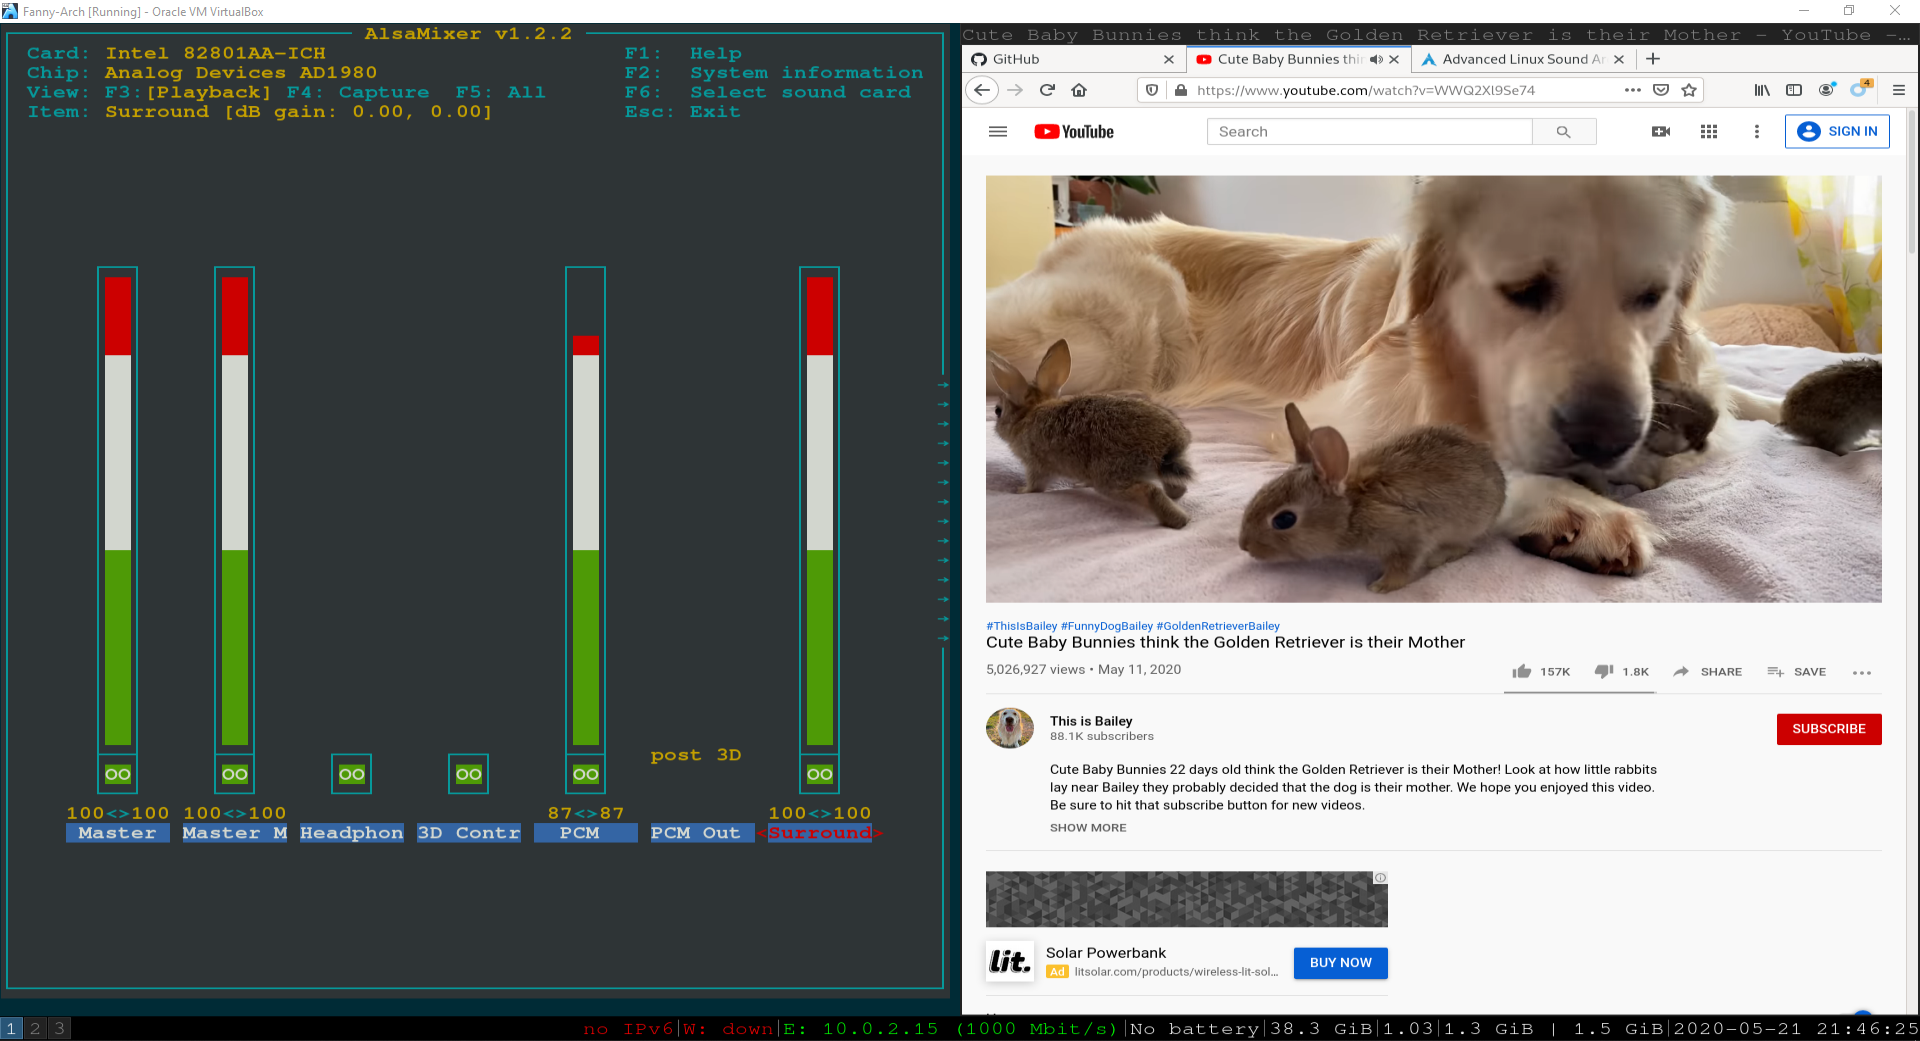 Fanny-Arch [Running] - Oracle VM VirtualBox
AlsaMixer v1.2.2
Card: Intel 82801AA-ICH
Chip: Analog Devices AD1980
View: F3:[Playback] F4: Capture F5: All
Item: Surround [dB gain: 0.00, 0.00]
F1: Help
F2: System information
F6: Select sound card
Esc: Exit
post 3D
OO OO OO OO OO OO
100<>100 100<>100 87<>87 100<>100
Master Master M Headphon 3D Contr PCM PCM Out <Surround>
Cute Baby Bunnies think the Golden Retriever is their Mother - YouTube -...
GitHub
Cute Baby Bunnies thin
Advanced Linux Sound Ar
https://www.youtube.com/watch?v=WWQ2Xl9Se74
4
YouTube
Search
SIGN IN
#ThisIsBailey #FunnyDogBailey #GoldenRetrieverBailey
Cute Baby Bunnies think the Golden Retriever is their Mother
5,026,927 views • May 11, 2020
157K 1.8K SHARE SAVE
This is Bailey
88.1K subscribers
SUBSCRIBE
Cute Baby Bunnies 22 days old think the Golden Retriever is their Mother! Look at how little rabbits
lay near Bailey they probably decided that the dog is their mother. We hope you enjoyed this video.
Be sure to hit that subscribe button for new videos.
SHOW MORE
lit.
Solar Powerbank
Ad litsolar.com/products/wireless-lit-sol...
BUY NOW
1 2 3
no IPv6|W: down|E: 10.0.2.15 (1000 Mbit/s)|No battery|38.3 GiB|1.03|1.3 GiB | 1.5 GiB|2020-05-21 21:46:25